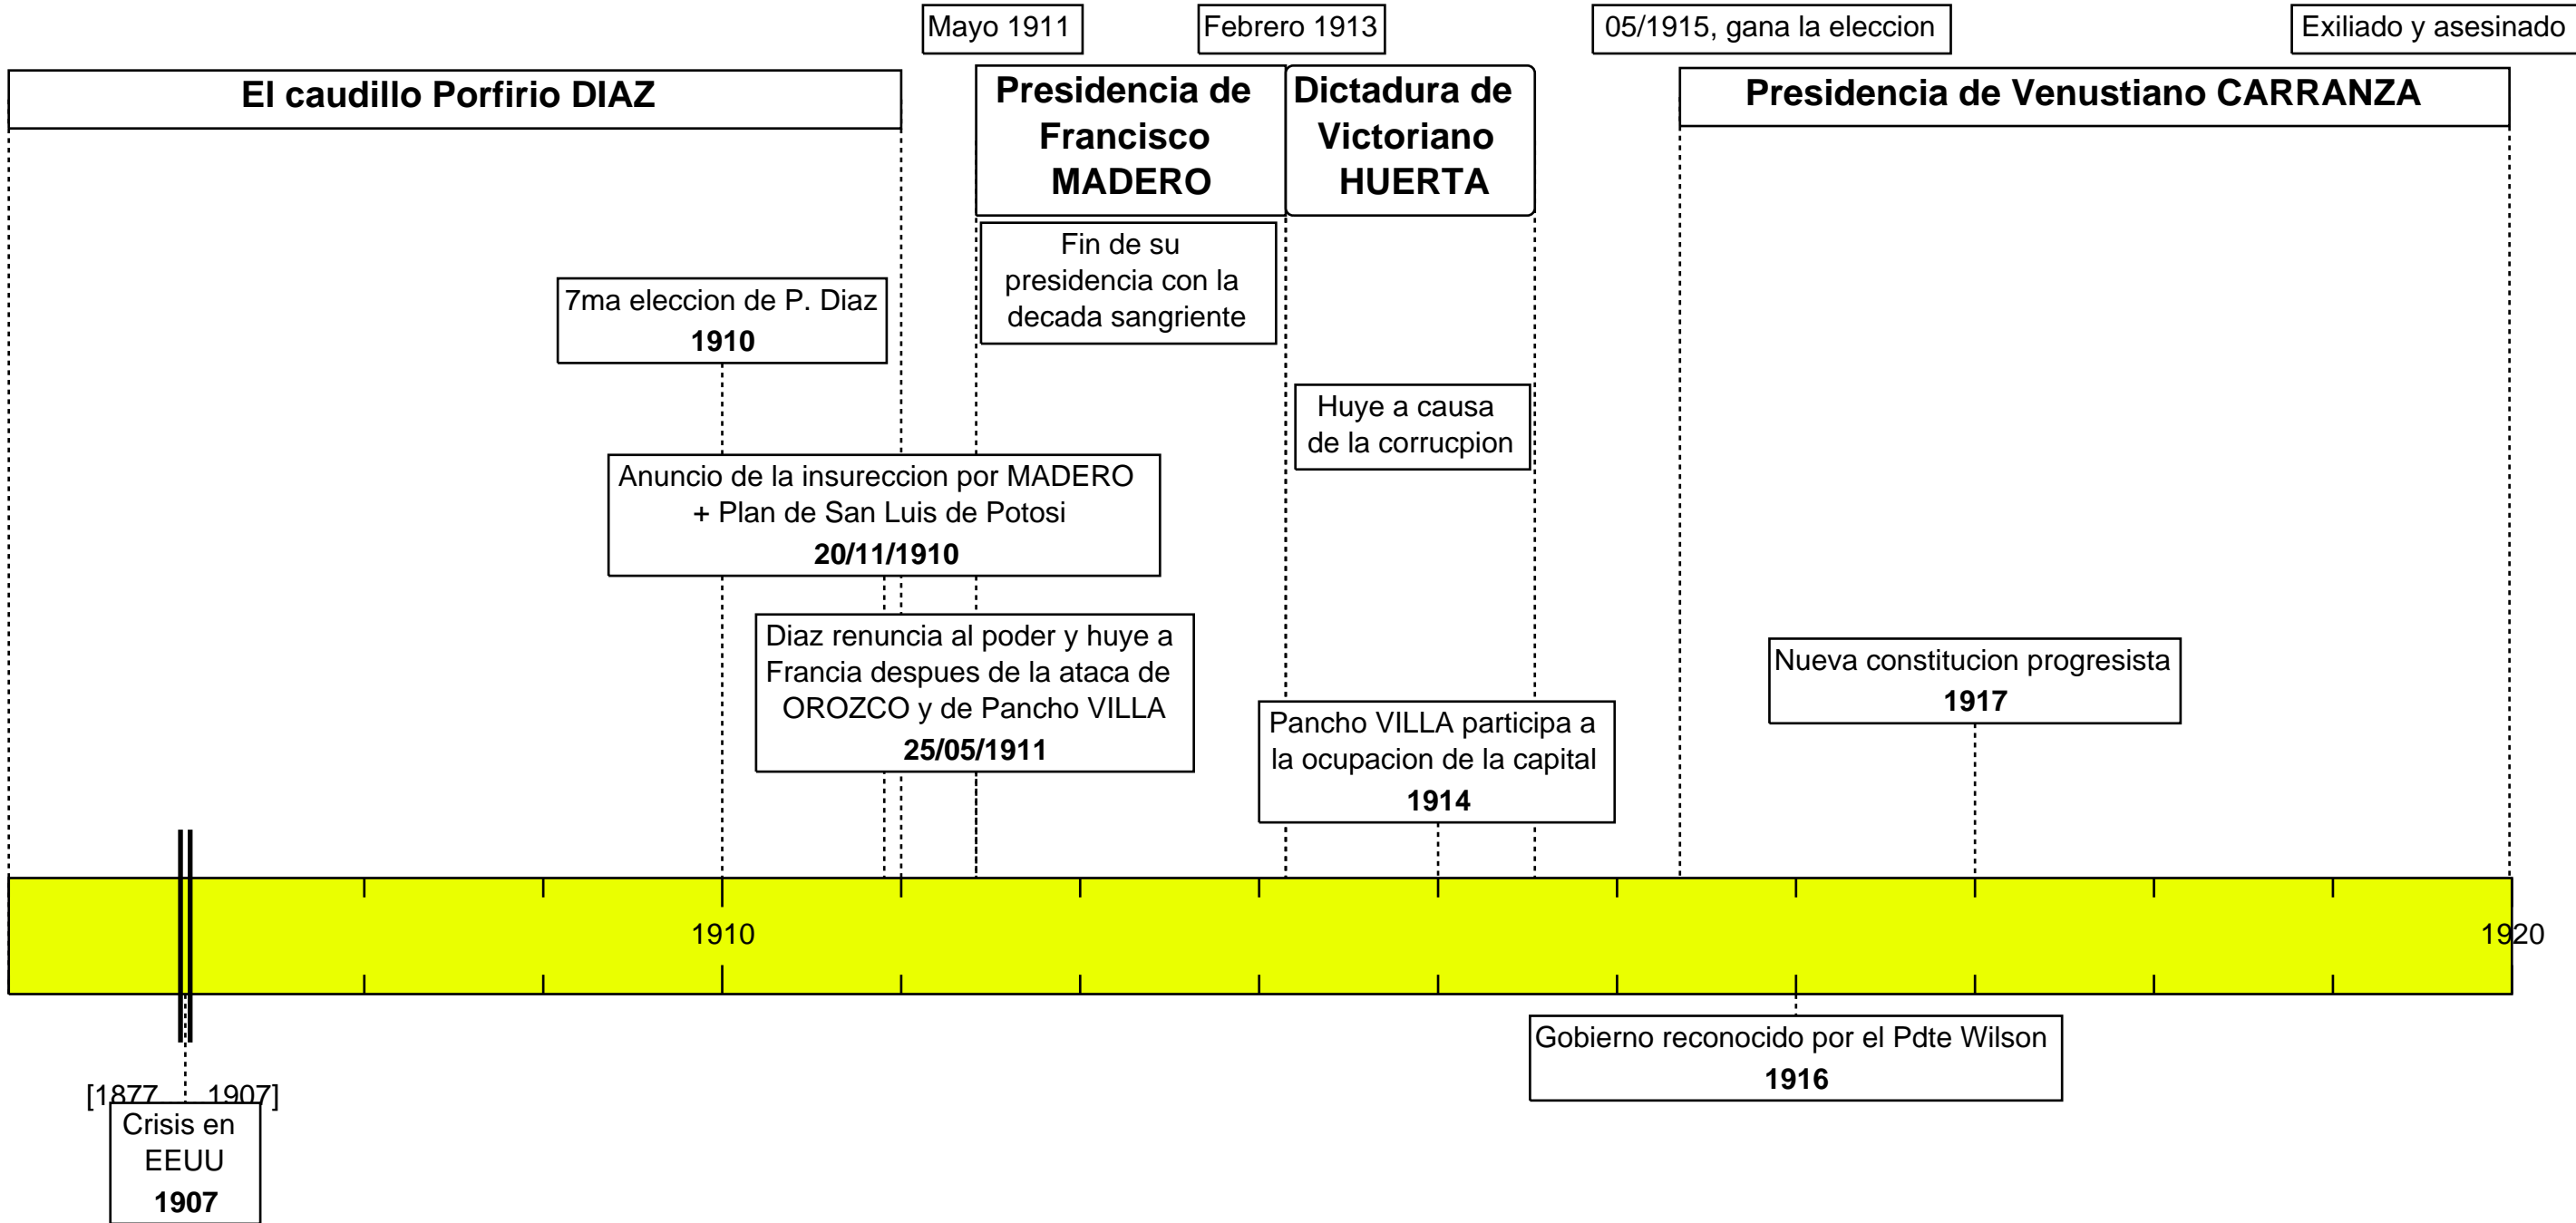 Mayo 1911
Febrero 1913
05/1915, gana la eleccion
Exiliado y asesinado
El caudillo Porfirio DIAZ
Presidencia de
Francisco
MADERO
Dictadura de
Victoriano
HUERTA
Presidencia de Venustiano CARRANZA
Fin de su
presidencia con la
decada sangriente
7ma eleccion de P. Diaz
1910
Huye a causa
de la corrucpion
Anuncio de la insureccion por MADERO
+ Plan de San Luis de Potosi
20/11/1910
Diaz renuncia al poder y huye a
Francia despues de la ataca de
OROZCO y de Pancho VILLA
25/05/1911
Nueva constitucion progresista
1917
Pancho VILLA participa a
la ocupacion de la capital
1914
1910
1920
Gobierno reconocido por el Pdte Wilson
1916
[1877 1907]
Crisis en
EEUU
1907